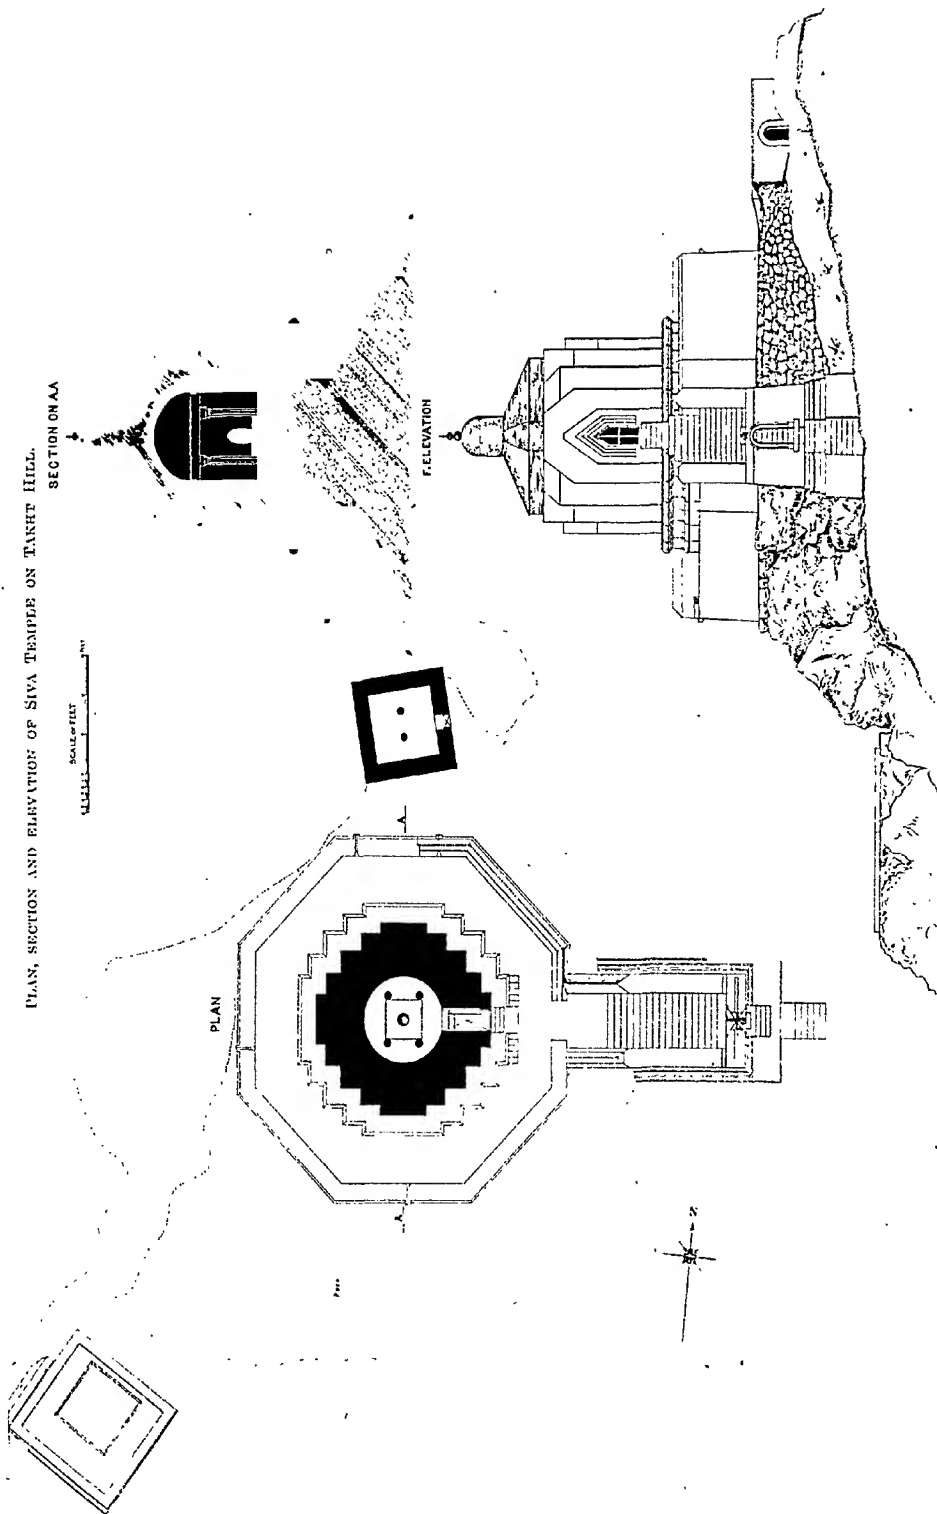 PLAN, SECTION AND ELEVATION OF SIVA TEMPLE ON TAKHT HILL.
SECTION ON AA
SCALE OF FEET
F. ELEVATION
PLAN
A
A
N